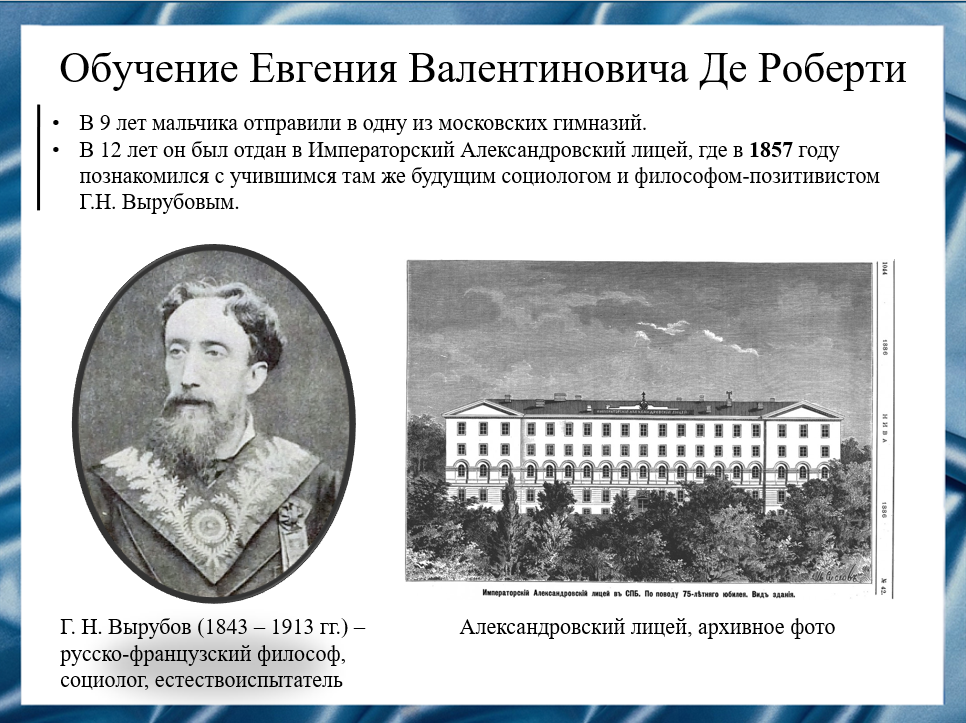 Обучение Евгения Валентиновича Де Роберти
• В 9 лет мальчика отправили в одну из московских гимназий.
• В 12 лет он был отдан в Императорский Александровский лицей, где в 1857 году
познакомился с учившимся там же будущим социологом и философом-позитивистом
Г.Н. Вырубовым.
1044
1886
НИВА
1886
№ 42.
Императорскій Александровскій лицей въ СПБ. По поводу 75-лѣтняго юбилея. Видъ зданія.
Г. Н. Вырубов (1843 – 1913 гг.) –
русско-французский философ,
социолог, естествоиспытатель
Александровский лицей, архивное фото